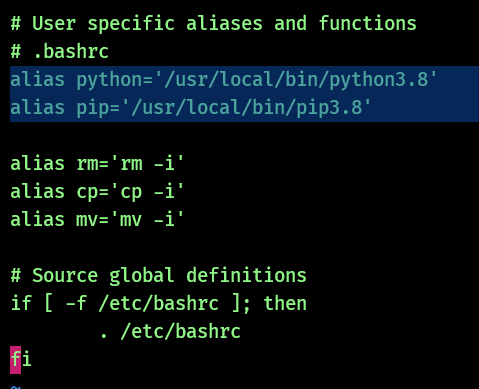 # User specific aliases and functions
# .bashrc
alias python='/usr/local/bin/python3.8'
alias pip='/usr/local/bin/pip3.8'
alias rm='rm -i'
alias cp='cp -i'
alias mv='mv -i'
# Source global definitions
if [ -f /etc/bashrc ]; then
        . /etc/bashrc
fi
~